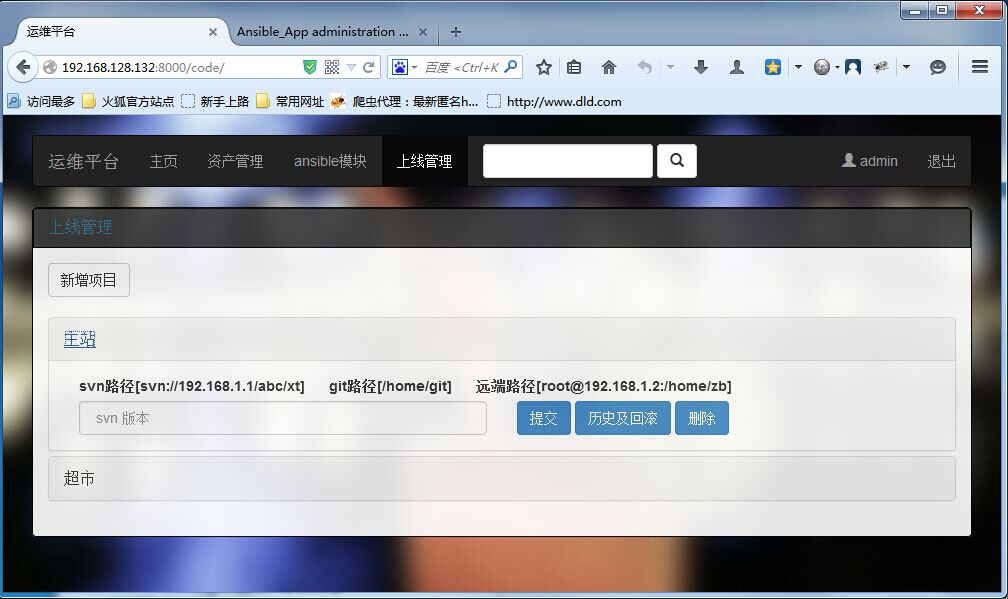 运维平台 Ansible_App administration ...
192.168.128.132:8000/code/ 百度 <Ctrl+K
访问最多 火狐官方站点 新手上路 常用网址 爬虫代理：最新匿名h... http://www.dld.com
运维平台 主页 资产管理 ansible模块 上线管理 admin 退出
上线管理
新增项目
主站
svn路径[svn://192.168.1.1/abc/xt] git路径[/home/git] 远端路径[root@192.168.1.2:/home/zb]
svn 版本 提交 历史及回滚 删除
超市